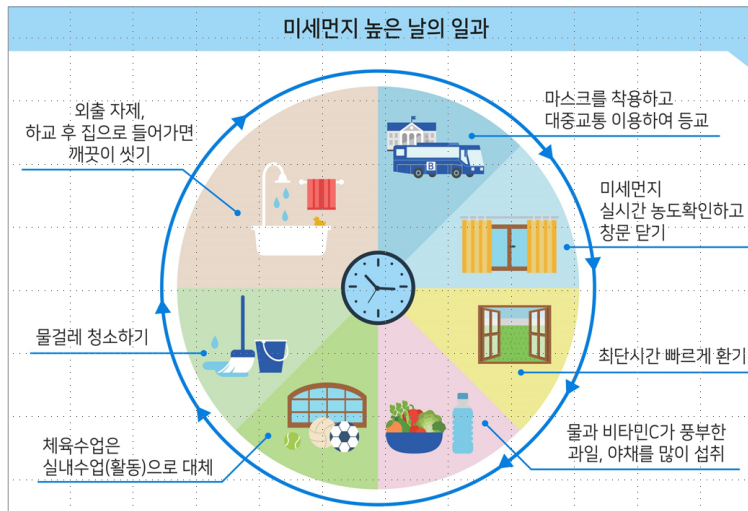 미세먼지 높은 날의 일과
마스크를 착용하고
대중교통 이용하여 등교
미세먼지
실시간 농도확인하고
창문 닫기
최단시간 빠르게 환기
물과 비타민C가 풍부한
과일, 야채를 많이 섭취
체육수업은
실내수업(활동)으로 대체
물걸레 청소하기
외출 자제,
하교 후 집으로 들어가면
깨끗이 씻기
B